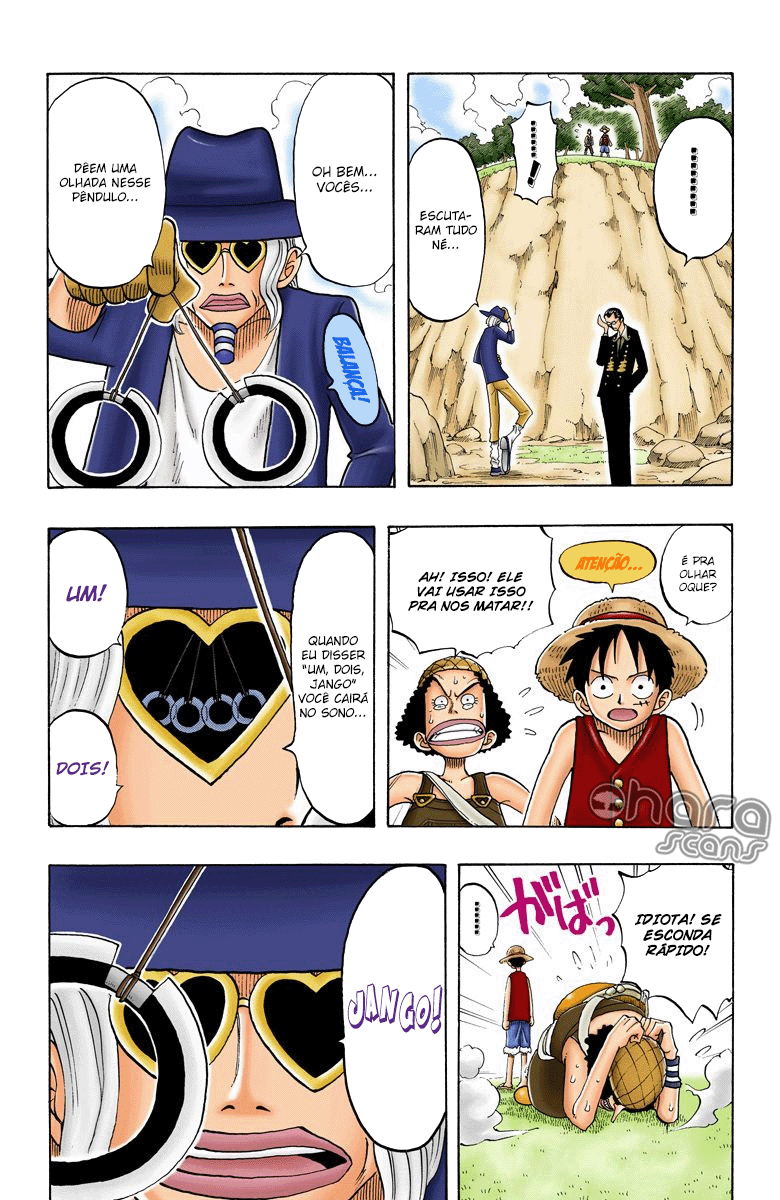 ..........
......!
ESCUTA-
RAM TUDO
NÉ...
OH BEM...
VOCÊS...
DÊEM UMA
OLHADA NESSE
PÊNDULO...
BALANÇA!
É PRA
OLHAR
OQUE?
ATENÇÃO...
AH! ISSO! ELE
VAI USAR ISSO
PRA NOS MATAR!!
QUANDO
EU DISSER
"UM, DOIS,
JANGO"
VOCÊ CAIRÁ
NO SONO...
UM!
DOIS!
IDIOTA! SE
ESCONDA
RÁPIDO!
がばっ
......
JANGO!
Ohara
scans